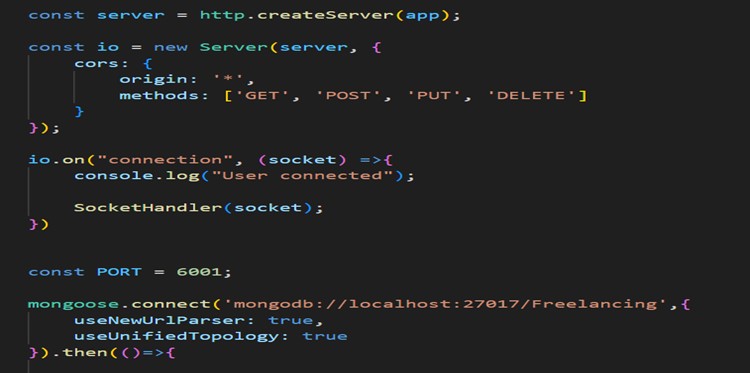 const server = http.createServer(app);
const io = new Server(server, {
cors: {
origin: '*',
methods: ['GET', 'POST', 'PUT', 'DELETE']
}
});
io.on("connection", (socket) =>{
console.log("User connected");
SocketHandler(socket);
})
const PORT = 6001;
mongoose.connect('mongodb://localhost:27017/Freelancing',{
useNewUrlParser: true,
useUnifiedTopology: true
}).then(()=>{